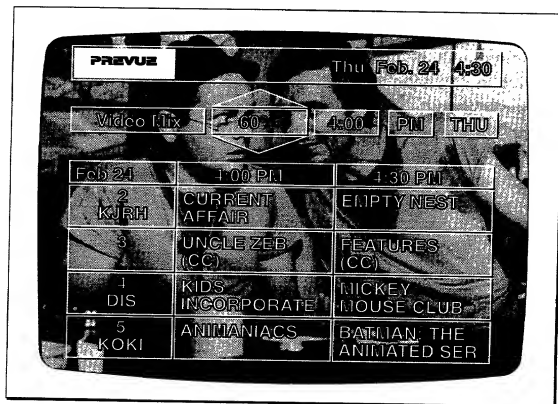 PREVUE
Thu Feb. 24 4:30
Video Mix 60 4:00 PM THU
Feb 24 4:00 PM 4:30 PM
2 KJRH
CURRENT AFFAIR
EMPTY NEST
3
UNCLE ZEB (CC)
FEATURES (CC)
4 DIS
KIDS INCORPORATE
MICKEY MOUSE CLUB
5 KOKI
ANIMANIACS
BATMAN: THE ANIMATED SER